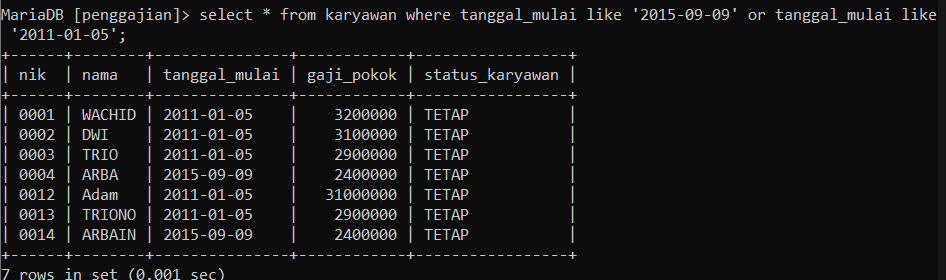 MariaDB [penggajian]> select * from karyawan where tanggal_mulai like '2015-09-09' or tanggal_mulai like
 '2011-01-05';
+------+--------+---------------+------------+-----------------+
| nik  | nama   | tanggal_mulai | gaji_pokok | status_karyawan |
+------+--------+---------------+------------+-----------------+
| 0001 | WACHID | 2011-01-05    |    3200000 | TETAP           |
| 0002 | DWI    | 2011-01-05    |    3100000 | TETAP           |
| 0003 | TRIO   | 2011-01-05    |    2900000 | TETAP           |
| 0004 | ARBA   | 2015-09-09    |    2400000 | TETAP           |
| 0012 | Adam   | 2011-01-05    |   31000000 | TETAP           |
| 0013 | TRIONO | 2011-01-05    |    2900000 | TETAP           |
| 0014 | ARBAIN | 2015-09-09    |    2400000 | TETAP           |
+------+--------+---------------+------------+-----------------+
7 rows in set (0.001 sec)